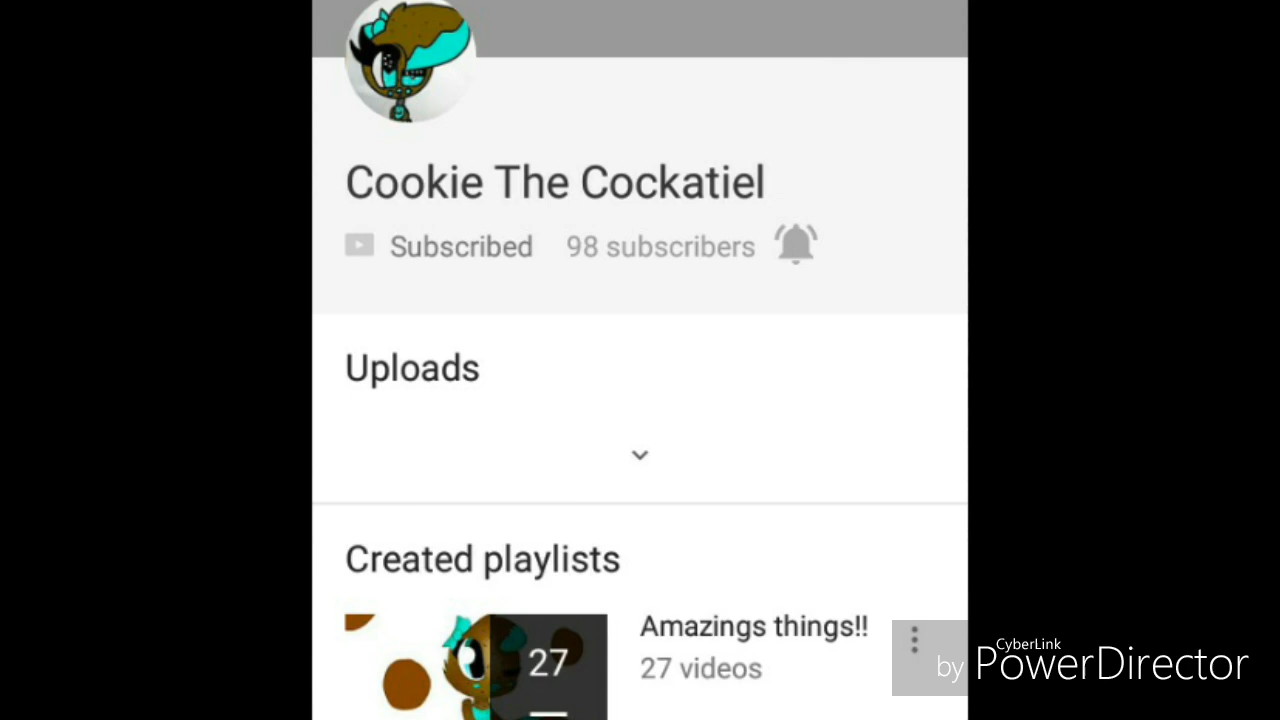 Cookie The Cockatiel
Subscribed 98 subscribers
Uploads
Created playlists
27
Amazings things!!
27 videos
by CyberLink PowerDirector